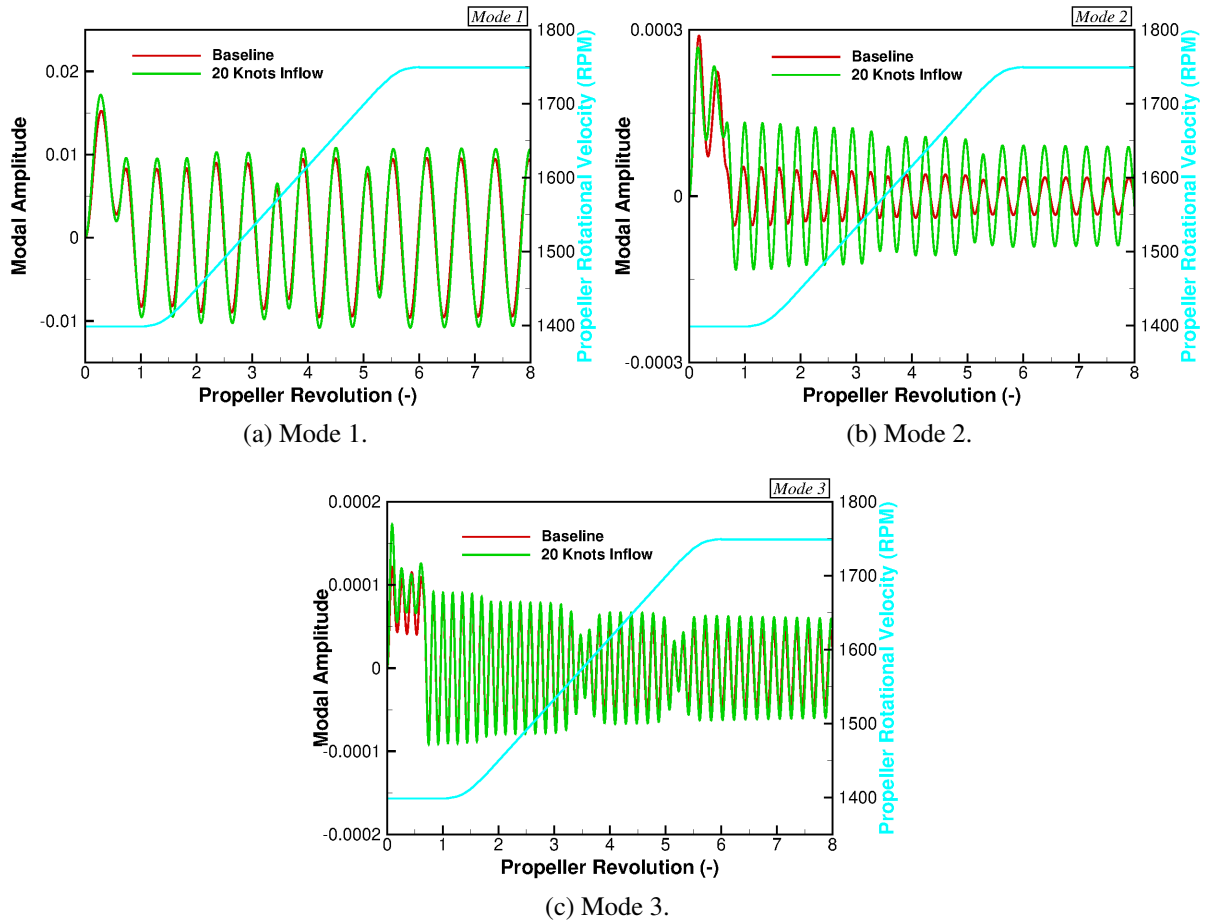 Mode 1
Baseline
20 Knots Inflow
Modal Amplitude
0.02
0.01
0
-0.01
0 1 2 3 4 5 6 7 8
Propeller Revolution (-)
1800
1750
1700
1650
1600
1550
1500
1450
1400
1350
Propeller Rotational Velocity (RPM)
(a) Mode 1.
Mode 2
Baseline
20 Knots Inflow
Modal Amplitude
0.0003
0
-0.0003
0 1 2 3 4 5 6 7 8
Propeller Revolution (-)
1800
1700
1600
1500
1400
Propeller Rotational Velocity (RPM)
(b) Mode 2.
Mode 3
Baseline
20 Knots Inflow
Modal Amplitude
0.0002
0.0001
0
-0.0001
-0.0002
0 1 2 3 4 5 6 7 8
Propeller Revolution (-)
1800
1700
1600
1500
1400
Propeller Rotational Velocity (RPM)
(c) Mode 3.